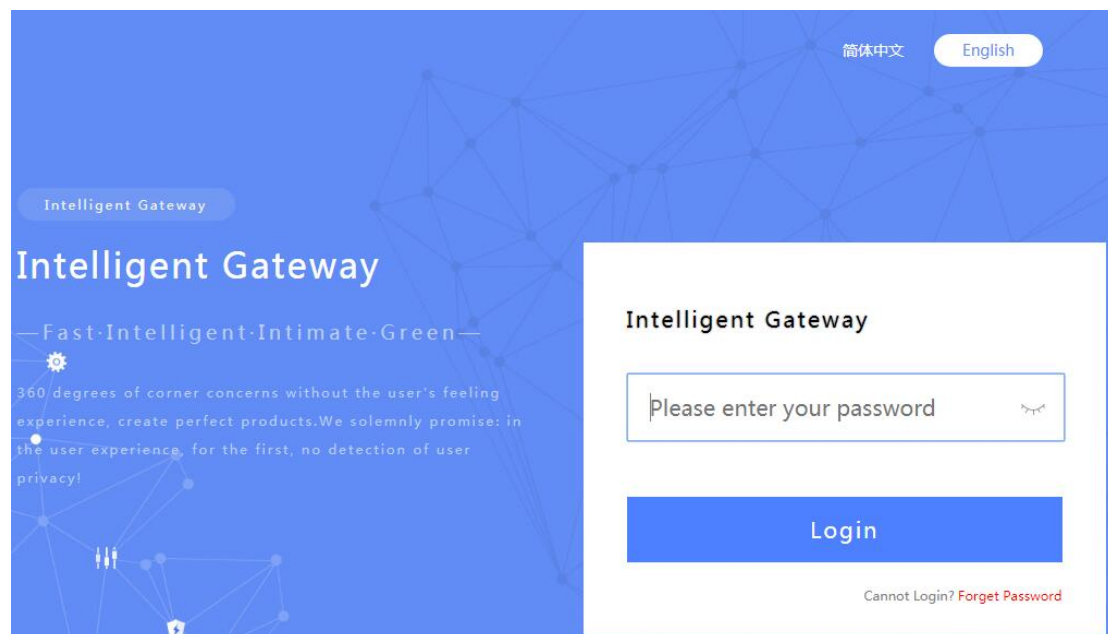 简体中文 English
Intelligent Gateway
Intelligent Gateway
—Fast·Intelligent·Intimate·Green—
360 degrees of corner concerns without the user's feeling
experience, create perfect products.We solemnly promise: in
the user experience, for the first, no detection of user
privacy!
Intelligent Gateway
Please enter your password
Login
Cannot Login? Forget Password